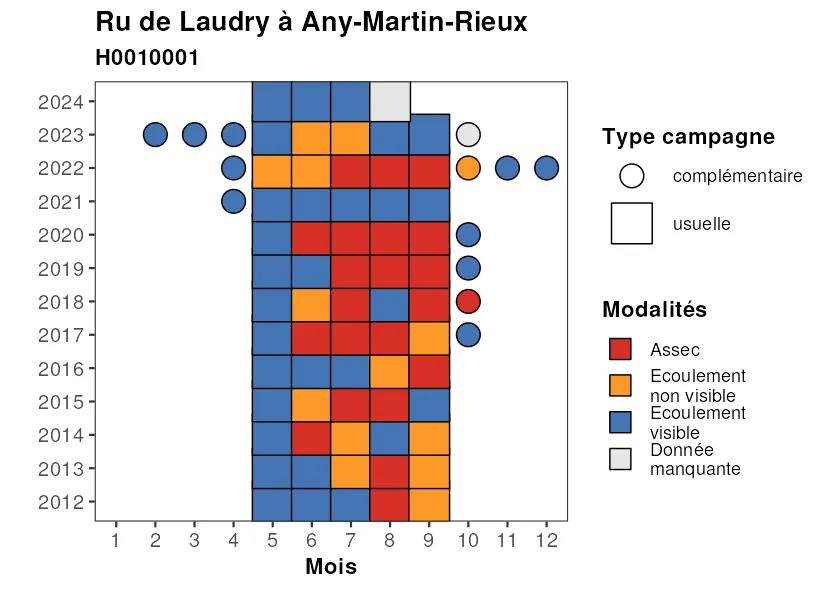 Ru de Laudry à Any-Martin-Rieux
H0010001
2024
2023
2022
2021
2020
2019
2018
2017
2016
2015
2014
2013
2012
1 2 3 4 5 6 7 8 9 10 11 12
Mois
Type campagne
complémentaire
usuelle
Modalités
Assec
Ecoulement
non visible
Ecoulement
visible
Donnée
manquante